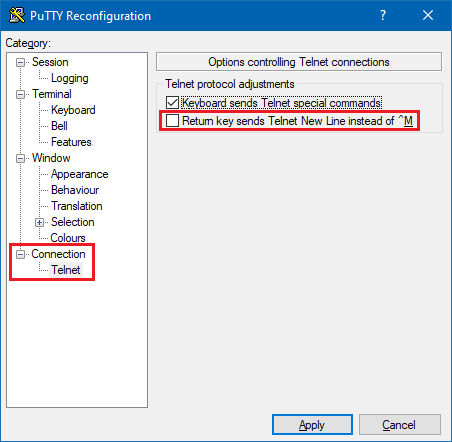 PuTTY Reconfiguration
Category:
Session
Logging
Terminal
Keyboard
Bell
Features
Window
Appearance
Behaviour
Translation
Selection
Colours
Connection
Telnet
Options controlling Telnet connections
Telnet protocol adjustments
Keyboard sends Telnet special commands
Return key sends Telnet New Line instead of ^M
Apply
Cancel